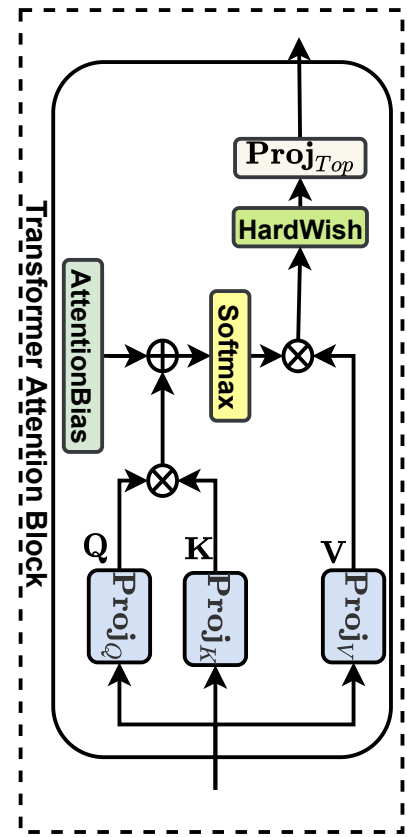 Proj_Top
HardWish
Transformer Attention Block
AttentionBias
Softmax
Q
K
V
Proj_Q
Proj_K
Proj_V